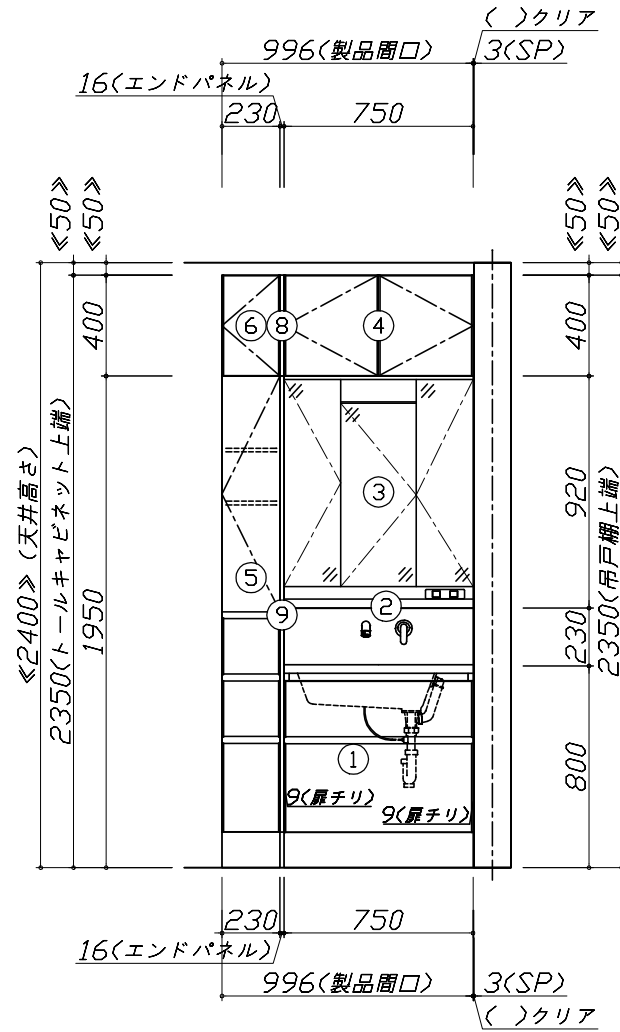 ( )クリア
996(製品間口) 3(SP)
16(エンドパネル)
230 750
≪50≫
≪50≫
≪50≫
≪50≫
400
400
⑥ ⑧ ④
≪2400≫(天井高さ)
2350(トールキャビネット上端)
1950
③
920
2350(吊戸棚上端)
⑤
⑨ ②
230
①
800
9(扉チリ)
9(扉チリ)
230 750
16(エンドパネル)
996(製品間口) 3(SP)
( )クリア